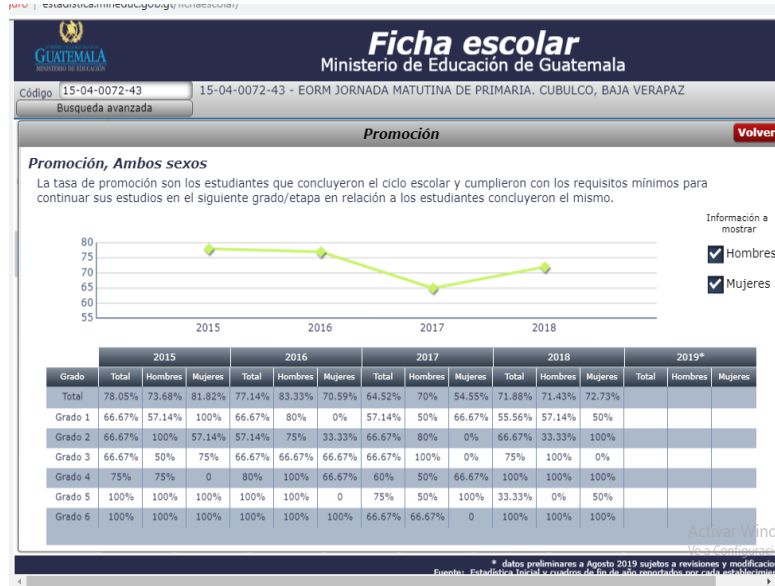 estadistica.mineduc.gob.gt/fichaescolar/
GUATEMALA
MINISTERIO DE EDUCACIÓN
Ficha escolar
Ministerio de Educación de Guatemala
Código 15-04-0072-43 15-04-0072-43 - EORM JORNADA MATUTINA DE PRIMARIA. CUBULCO, BAJA VERAPAZ
Busqueda avanzada
Promoción Volver
Promoción, Ambos sexos
La tasa de promoción son los estudiantes que concluyeron el ciclo escolar y cumplieron con los requisitos mínimos para
continuar sus estudios en el siguiente grado/etapa en relación a los estudiantes concluyeron el mismo.
Información a
mostrar
Hombres
Mujeres
80
75
70
65
60
55
2015 2016 2017 2018
2015 2016 2017 2018 2019*
Grado Total Hombres Mujeres Total Hombres Mujeres Total Hombres Mujeres Total Hombres Mujeres Total Hombres Mujeres
Total 78.05% 73.68% 81.82% 77.14% 83.33% 70.59% 64.52% 70% 54.55% 71.88% 71.43% 72.73%
Grado 1 66.67% 57.14% 100% 66.67% 80% 0% 57.14% 50% 66.67% 55.56% 57.14% 50%
Grado 2 66.67% 100% 57.14% 57.14% 75% 33.33% 66.67% 80% 0% 66.67% 33.33% 100%
Grado 3 66.67% 50% 75% 66.67% 66.67% 66.67% 66.67% 100% 0% 75% 100% 0%
Grado 4 75% 75% 0 80% 100% 66.67% 60% 50% 66.67% 100% 100% 100%
Grado 5 100% 100% 100% 100% 100% 0 75% 50% 100% 33.33% 0% 50%
Grado 6 100% 100% 100% 100% 100% 100% 66.67% 66.67% 0 100% 100% 100%
Activar Wind
Ve a Configuraci
* datos preliminares a Agosto 2019 sujetos a revisiones y modificacio
Fuente: Estadística Inicial y cuadros de fin de año reportados por cada establecimie